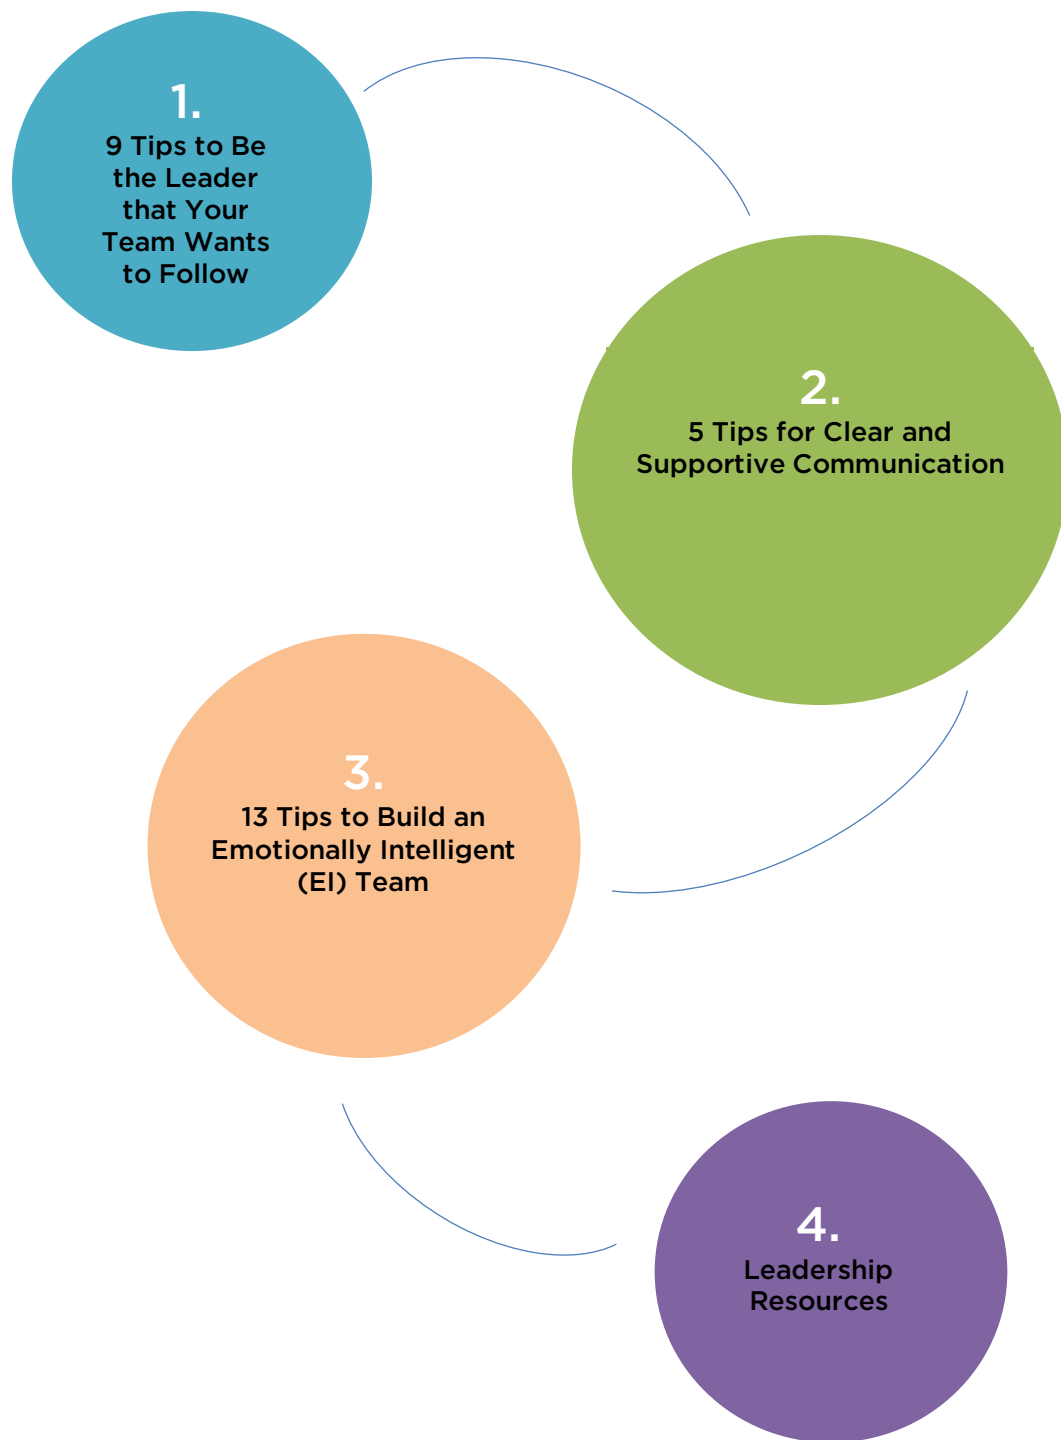 1.
9 Tips to Be
the Leader
that Your
Team Wants
to Follow
2.
5 Tips for Clear and
Supportive Communication
3.
13 Tips to Build an
Emotionally Intelligent
(EI) Team
4.
Leadership
Resources